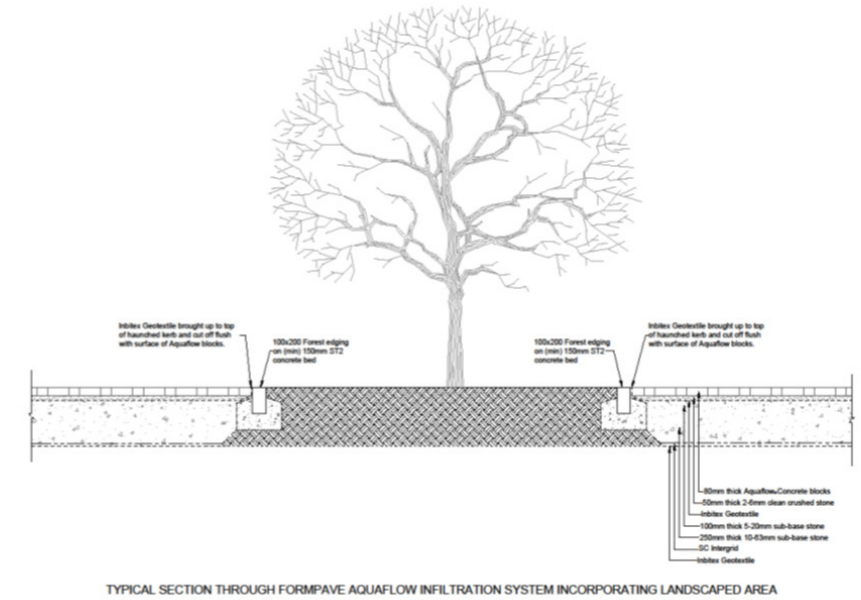 Inbitex Geotextile brought up to top
of haunched kerb and cut off flush
with surface of Aquaflow blocks.
100x200 Forest edging
on (min) 150mm ST2
concrete bed
100x200 Forest edging
on (min) 150mm ST2
concrete bed
Inbitex Geotextile brought up to top
of haunched kerb and cut off flush
with surface of Aquaflow blocks.
80mm thick Aquaflow Concrete blocks
50mm thick 2-6mm clean crushed stone
Inbitex Geotextile
100mm thick 5-20mm sub-base stone
250mm thick 10-63mm sub-base stone
SC Intergrid
Inbitex Geotextile
TYPICAL SECTION THROUGH FORMPAVE AQUAFLOW INFILTRATION SYSTEM INCORPORATING LANDSCAPED AREA